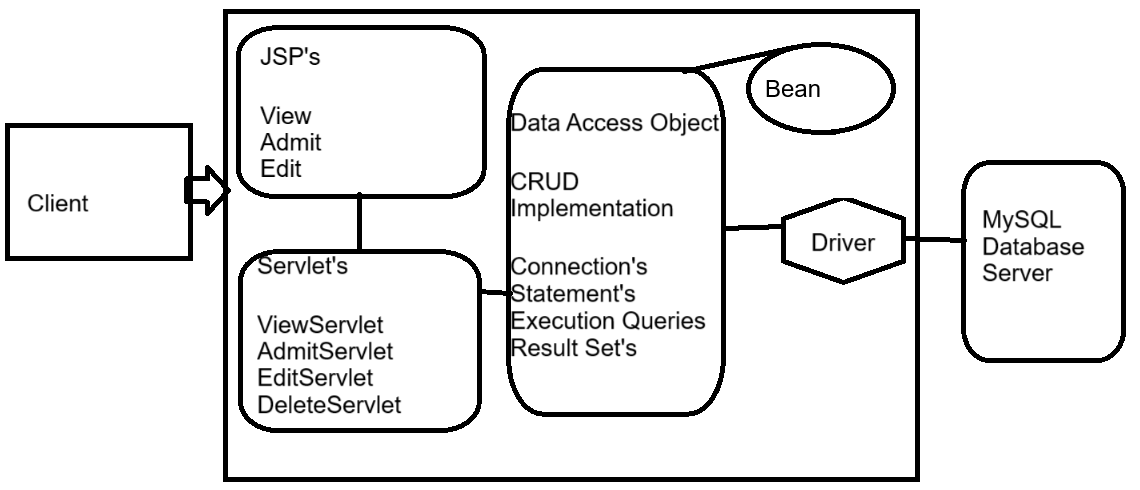 Client
JSP's
View
Admit
Edit
Servlet's
ViewServlet
AdmitServlet
EditServlet
DeleteServlet
Data Access Object
CRUD
Implementation
Connection's
Statement's
Execution Queries
Result Set's
Bean
Driver
MySQL
Database
Server